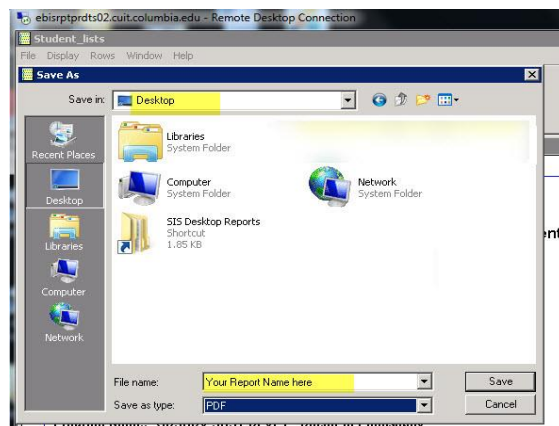 ebisrptprdts02.cuit.columbia.edu - Remote Desktop Connection
Student_lists
File Display Rows Window Help
Save As
Save in: Desktop
Recent Places
Desktop
Libraries
Computer
Network
Libraries
System Folder
Computer
System Folder
Network
System Folder
SIS Desktop Reports
Shortcut
1.85 KB
ent
File name: Your Report Name here
Save
Save as type: PDF
Cancel